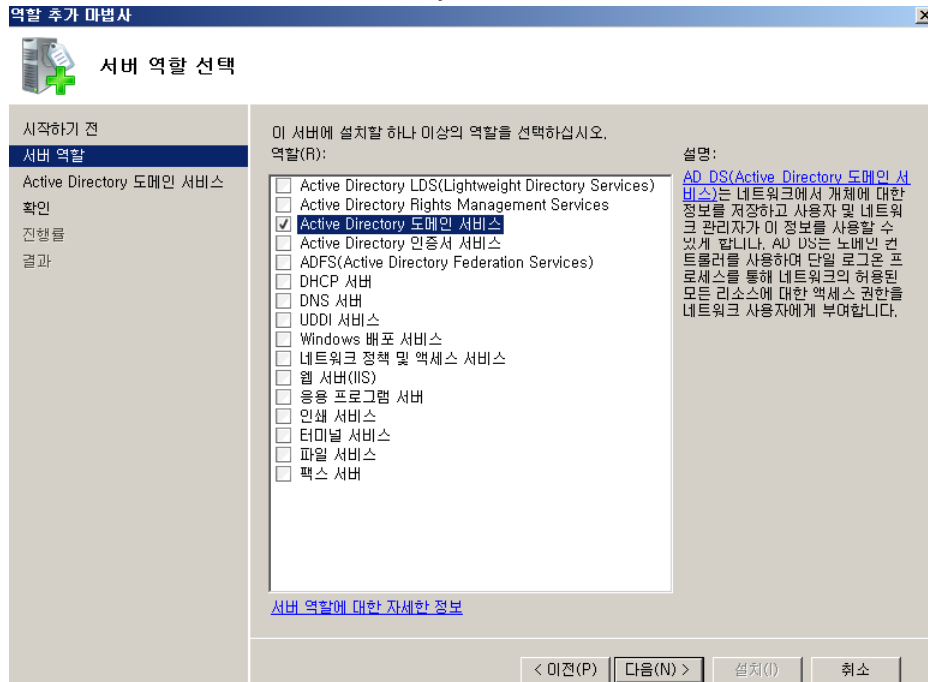 역할 추가 마법사
서버 역할 선택
시작하기 전
서버 역할
Active Directory 도메인 서비스
확인
진행률
결과
이 서버에 설치할 하나 이상의 역할을 선택하십시오.
역할(R):
Active Directory LDS(Lightweight Directory Services)
Active Directory Rights Management Services
Active Directory 도메인 서비스
Active Directory 인증서 서비스
ADFS(Active Directory Federation Services)
DHCP 서버
DNS 서버
UDDI 서비스
Windows 배포 서비스
네트워크 정책 및 액세스 서비스
웹 서버(IIS)
응용 프로그램 서버
인쇄 서비스
터미널 서비스
파일 서비스
팩스 서버
서버 역할에 대한 자세한 정보
설명:
AD DS(Active Directory 도메인 서
비스)는 네트워크에서 개체에 대한
정보를 저장하고 사용자 및 네트워
크 관리자가 이 정보를 사용할 수
있게 합니다. AD DS는 도메인 컨
트롤러를 사용하여 단일 로그온 프
로세스를 통해 네트워크의 허용된
모든 리소스에 대한 액세스 권한을
네트워크 사용자에게 부여합니다.
< 이전(P)
다음(N) >
설치(I)
취소